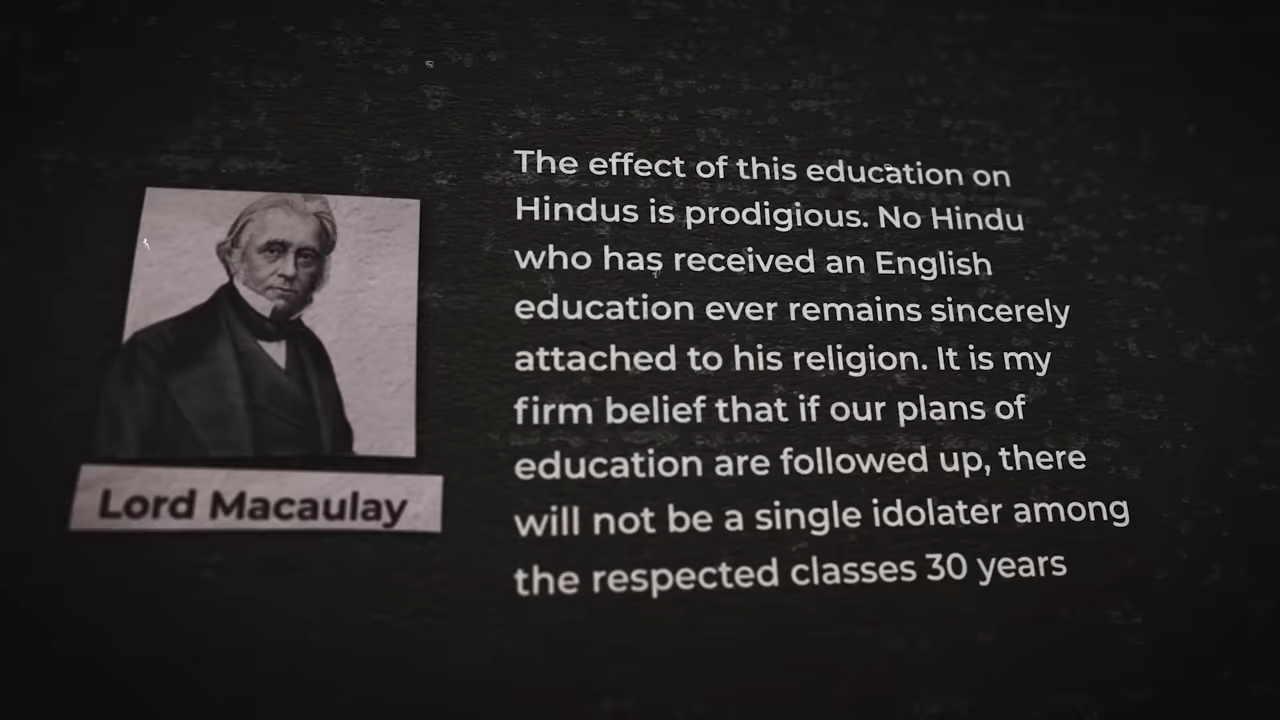 The effect of this education on
Hindus is prodigious. No Hindu
who has received an English
education ever remains sincerely
attached to his religion. It is my
firm belief that if our plans of
education are followed up, there
will not be a single idolater among
the respected classes 30 years
Lord Macaulay